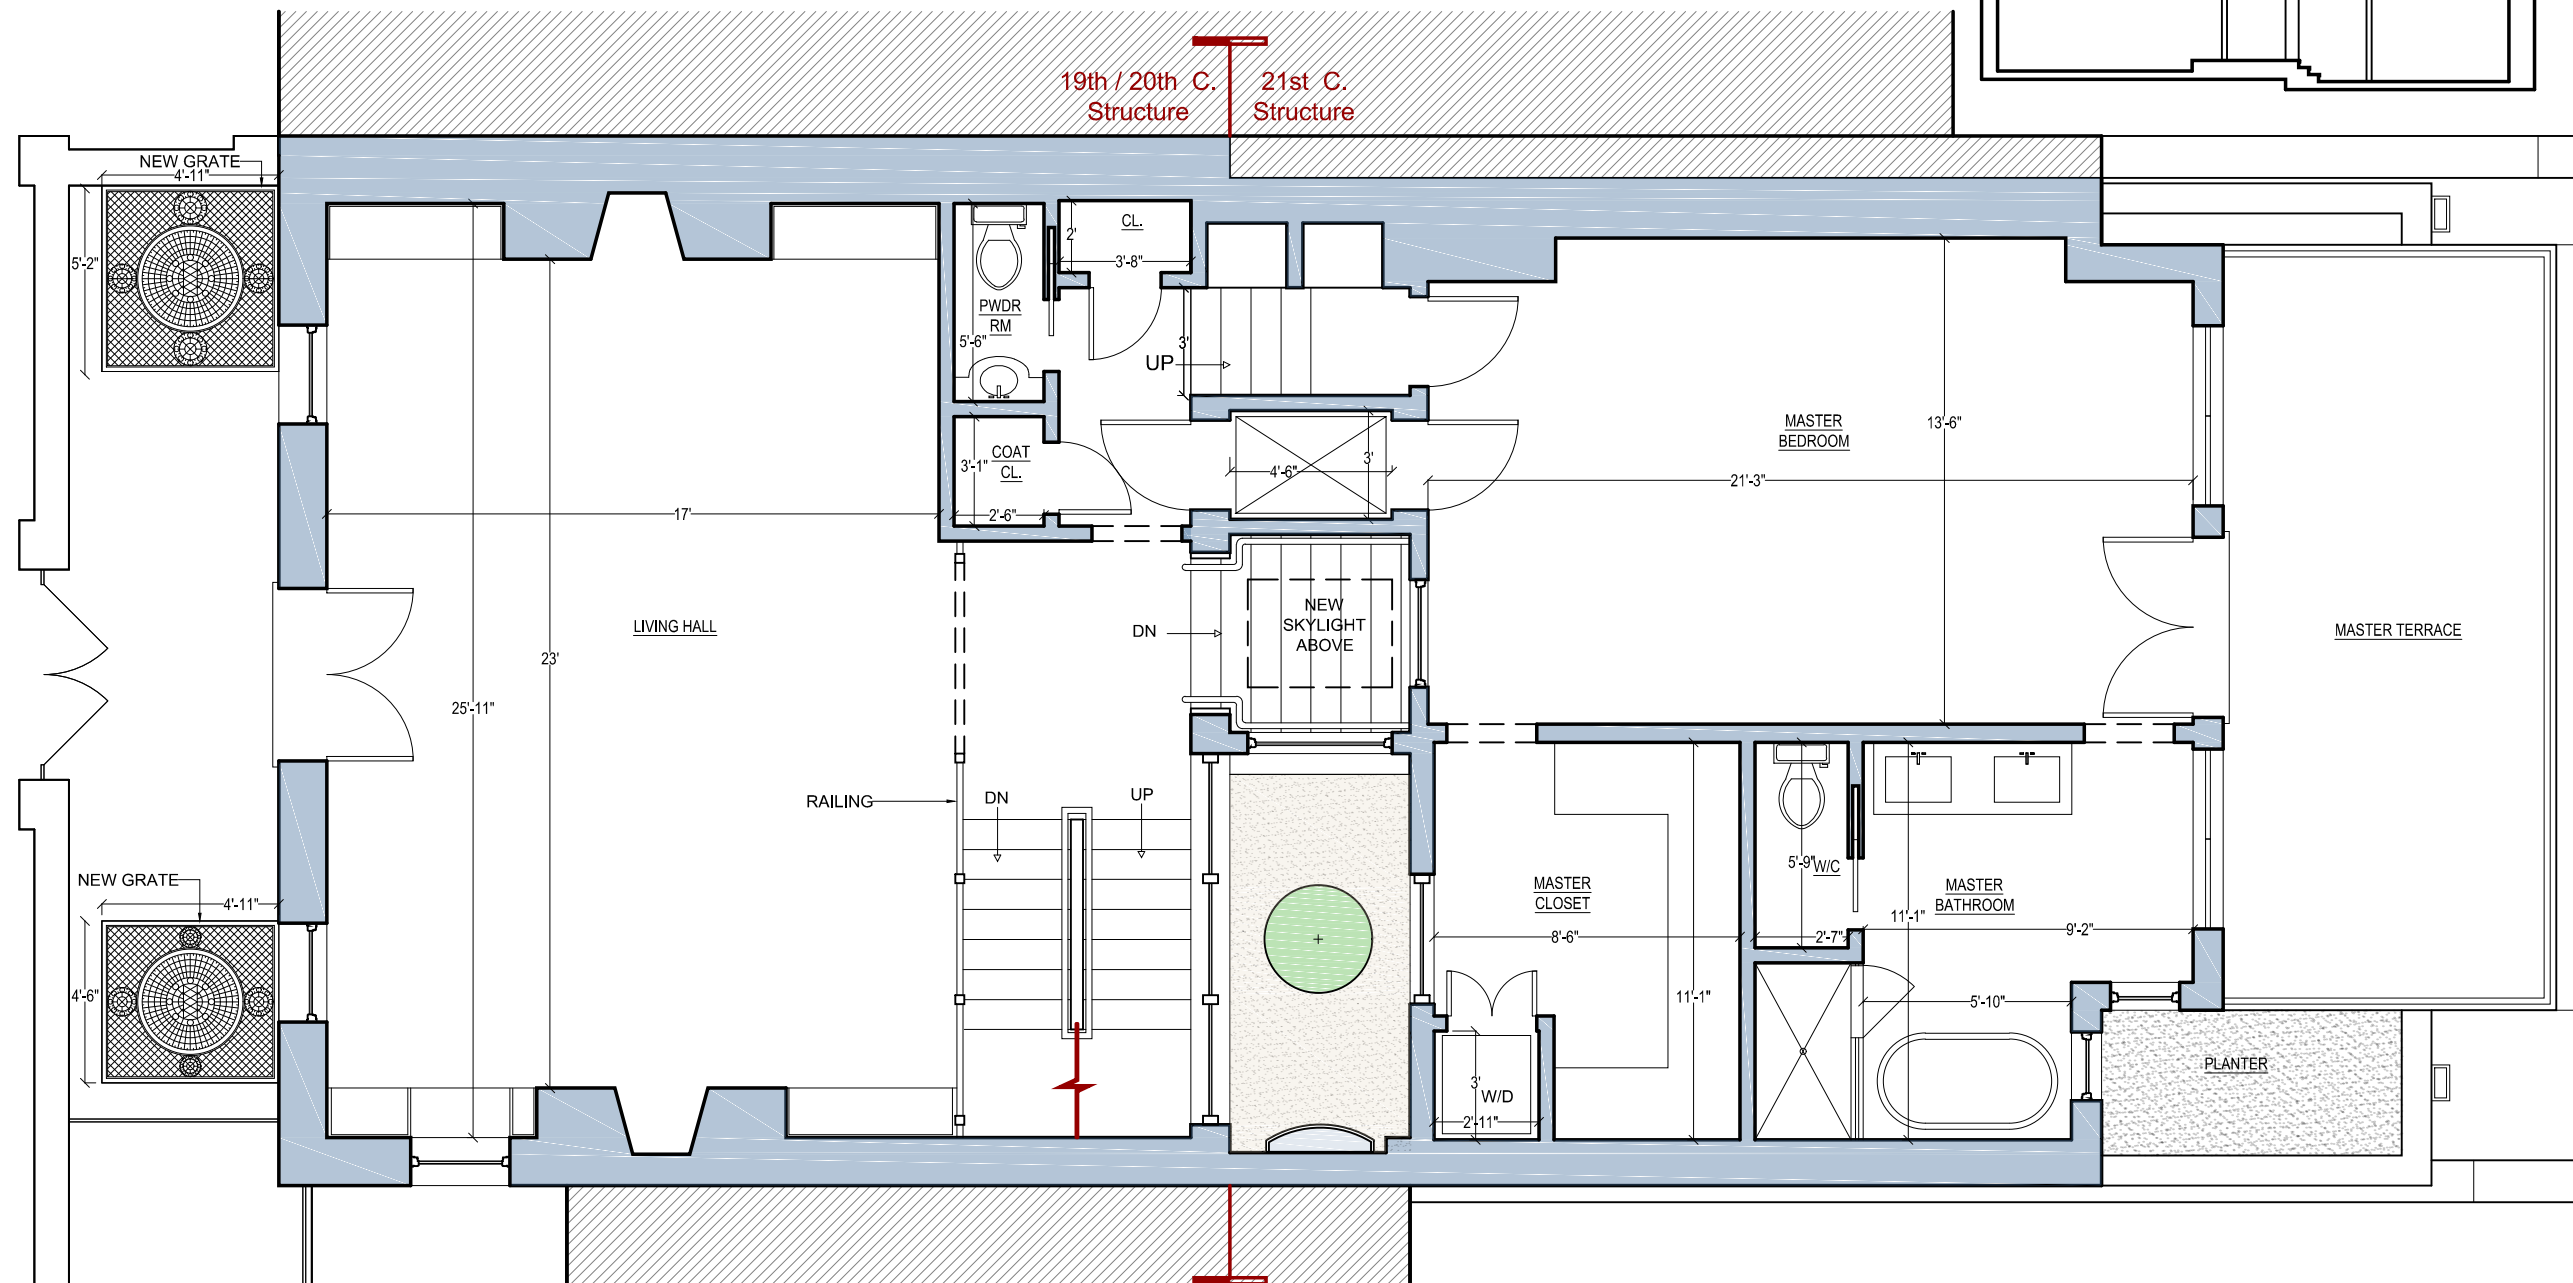 19th / 20th C.
Structure
21st C.
Structure
NEW GRATE
4'-11"
5'-2"
CL.
2'
3'-8"
PWDR
RM
5'-6"
UP
3'
COAT
CL.
3'-1"
2'-6"
4'-6"
3'
MASTER
BEDROOM
13'-6"
21'-3"
17'
LIVING HALL
23'
25'-11"
DN
NEW
SKYLIGHT
ABOVE
MASTER TERRACE
RAILING
DN
UP
NEW GRATE
4'-11"
4'-6"
MASTER
CLOSET
8'-6"
11'-1"
5'-9"
W/C
2'-7"
MASTER
BATHROOM
11'-1"
9'-2"
5'-10"
3'
W/D
2'-11"
PLANTER